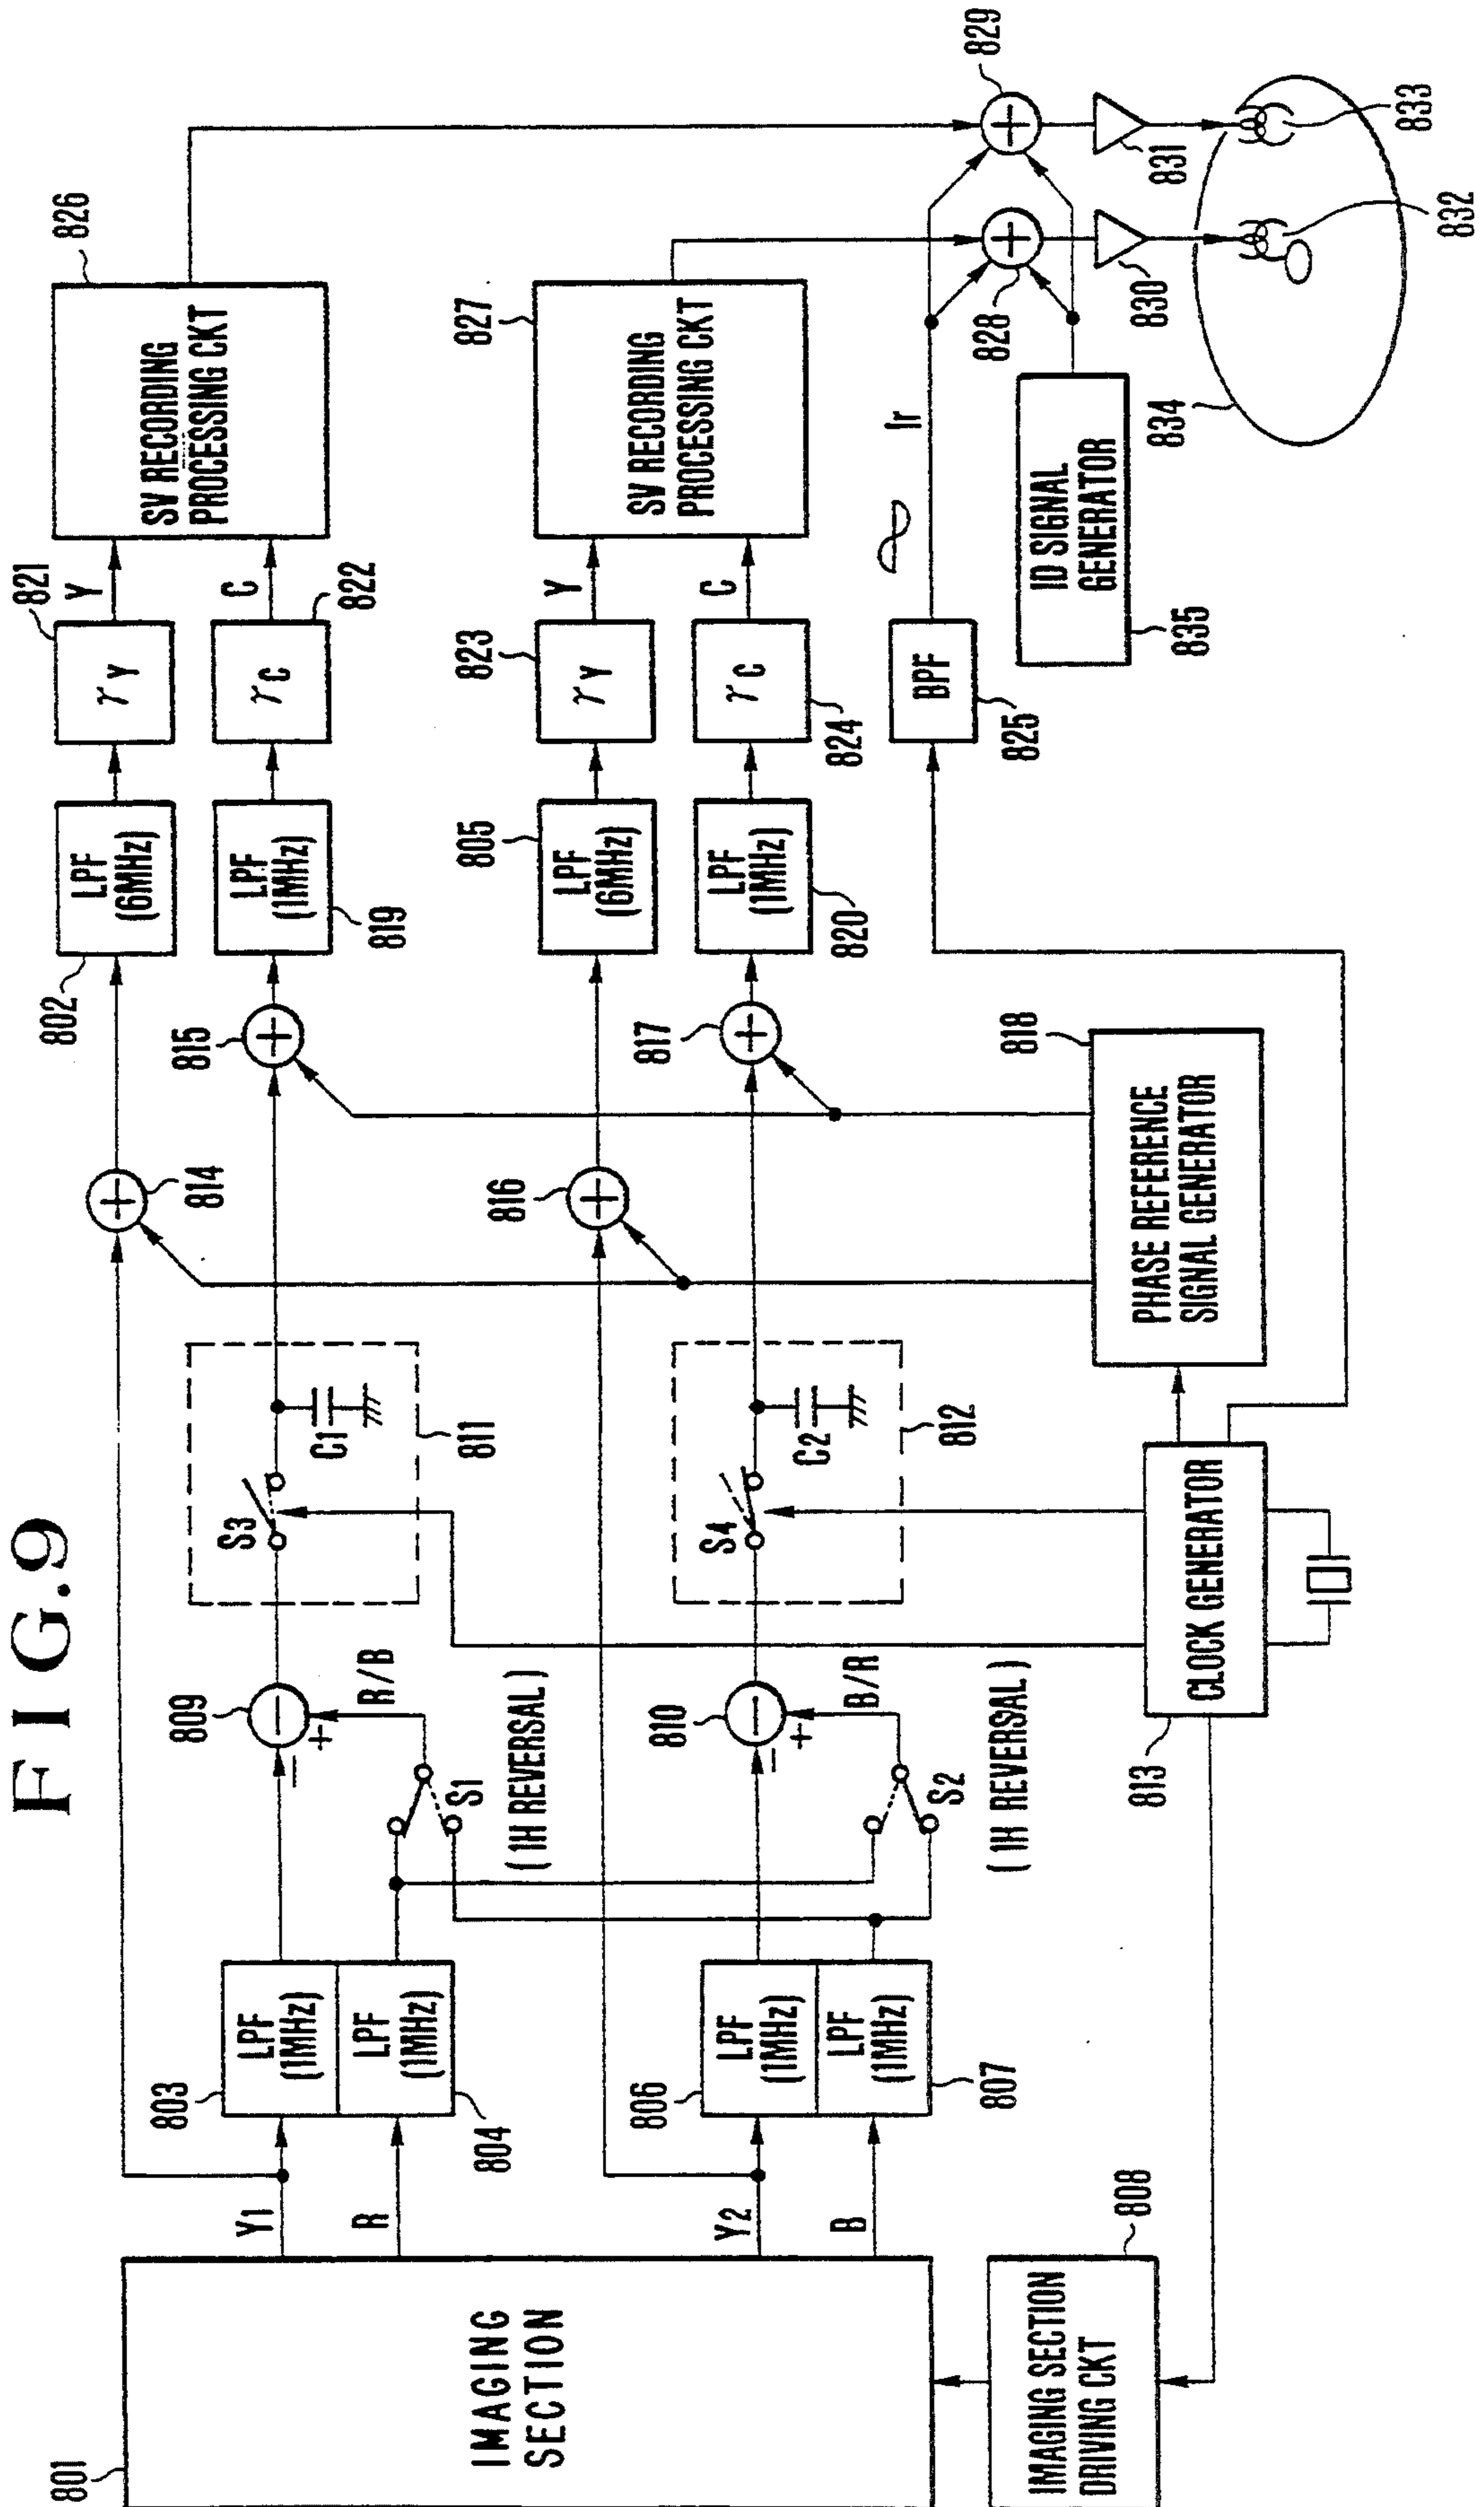 FIG.9
801
IMAGING
SECTION
Y1
R
Y2
B
808
IMAGING SECTION
DRIVING CKT
803
LPF
(1MHz)
LPF
(1MHz)
804
806
LPF
(1MHz)
LPF
(1MHz)
807
809
−
+
R/B
S1
(1H REVERSAL)
810
−
+
B/R
S2
(1H REVERSAL)
813
CLOCK GENERATOR
S3
C1
811
S4
C2
812
814
815
816
817
818
PHASE REFERENCE
SIGNAL GENERATOR
802
LPF
(6MHz)
LPF
(1MHz)
819
805
LPF
(6MHz)
LPF
(1MHz)
820
821
γY
Y
γC
C
822
823
γY
Y
γC
C
824
BPF
825
fr
826
SV RECORDING
PROCESSING CKT
827
SV RECORDING
PROCESSING CKT
ID SIGNAL
GENERATOR
835
828
829
830
831
832
833
834